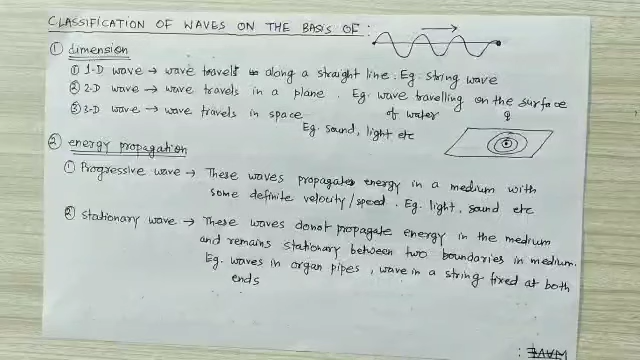 CLASSIFICATION OF WAVES ON THE BASIS OF :
① dimension
① 1-D wave → wave travels along a straight line. Eg. string wave
② 2-D wave → wave travels in a plane. Eg. wave travelling on the surface of water
③ 3-D wave → wave travels in space
Eg. sound, light etc
② energy propagation
① Progressive wave → These waves propagates energy in a medium with
some definite velocity/speed. Eg. light, sound etc
② Stationary wave → These waves donot propagate energy in the medium
and remains stationary between two boundaries in medium.
Eg. waves in organ pipes, wave in a string fixed at both
ends
WAVE :